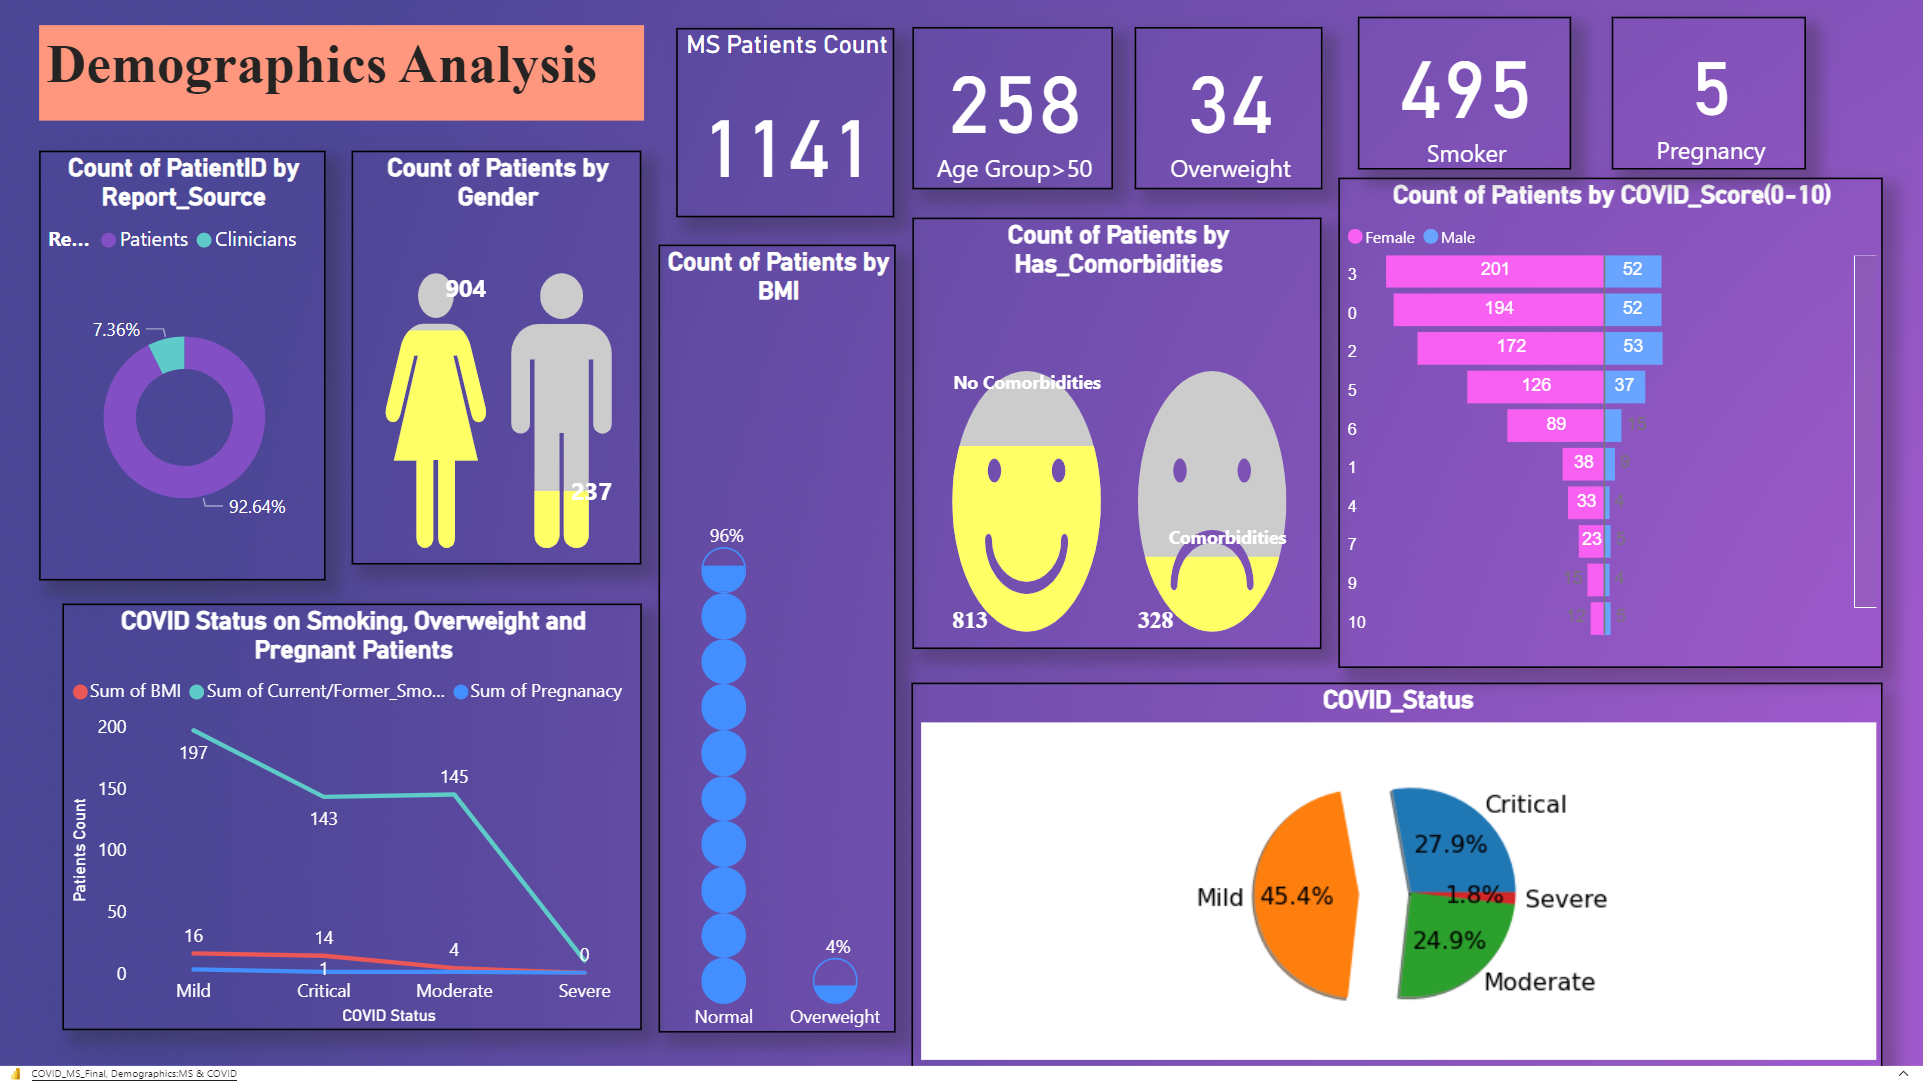 Demographics Analysis
MS Patients Count
1141
258
Age Group>50
34
Overweight
495
Smoker
5
Pregnancy
Count of PatientID by
Report_Source
Re... Patients Clinicians
7.36%
92.64%
Count of Patients by
Gender
904
237
Count of Patients by
BMI
96%
4%
Normal Overweight
Count of Patients by
Has_Comorbidities
No Comorbidities
Comorbidities
813
328
Count of Patients by COVID_Score(0-10)
Female Male
3 201 52
0 194 52
2 172 53
5 126 37
6 89
1 38
4 33
7 23
9
10 12
COVID Status on Smoking, Overweight and
Pregnant Patients
Sum of BMI Sum of Current/Former_Smo... Sum of Pregnanacy
Patients Count
200
150
100
50
0
197
143
145
16
14
4
0
1
Mild Critical Moderate Severe
COVID Status
COVID_Status
Critical
27.9%
1.8%
Severe
Mild
45.4%
24.9%
Moderate
COVID_MS_Final, Demographics:MS & COVID